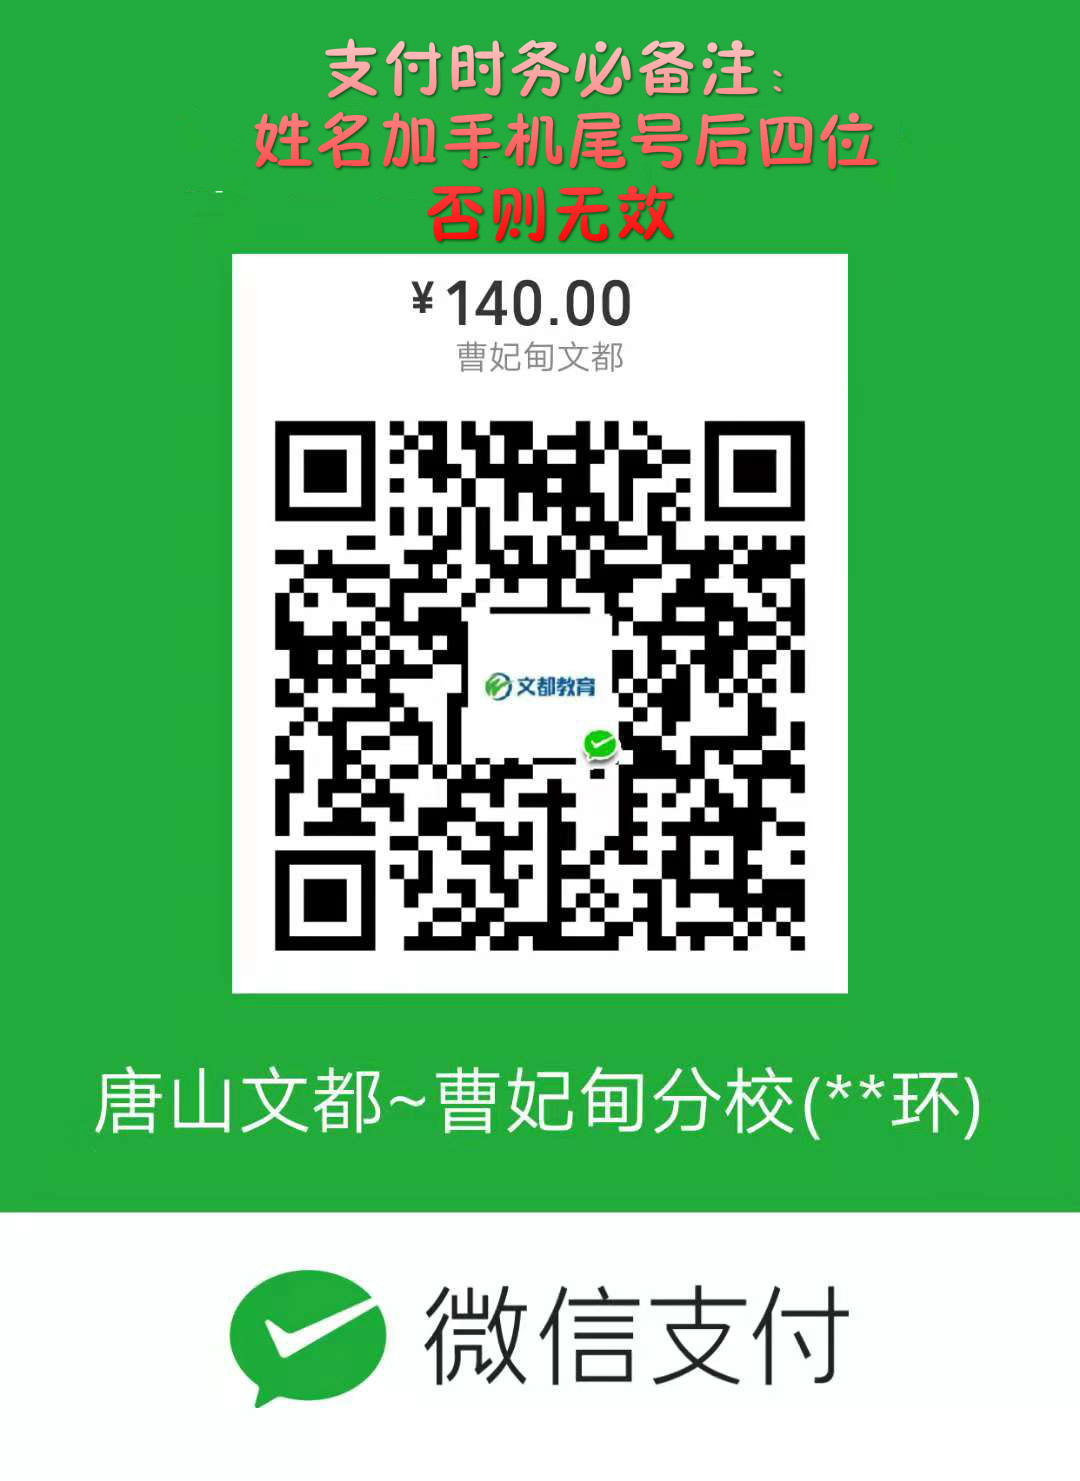 支付时务必备注：
姓名加手机尾号后四位
否则无效
¥140.00
曹妃甸文都
文都教育
唐山文都~曹妃甸分校(**环)
微信支付